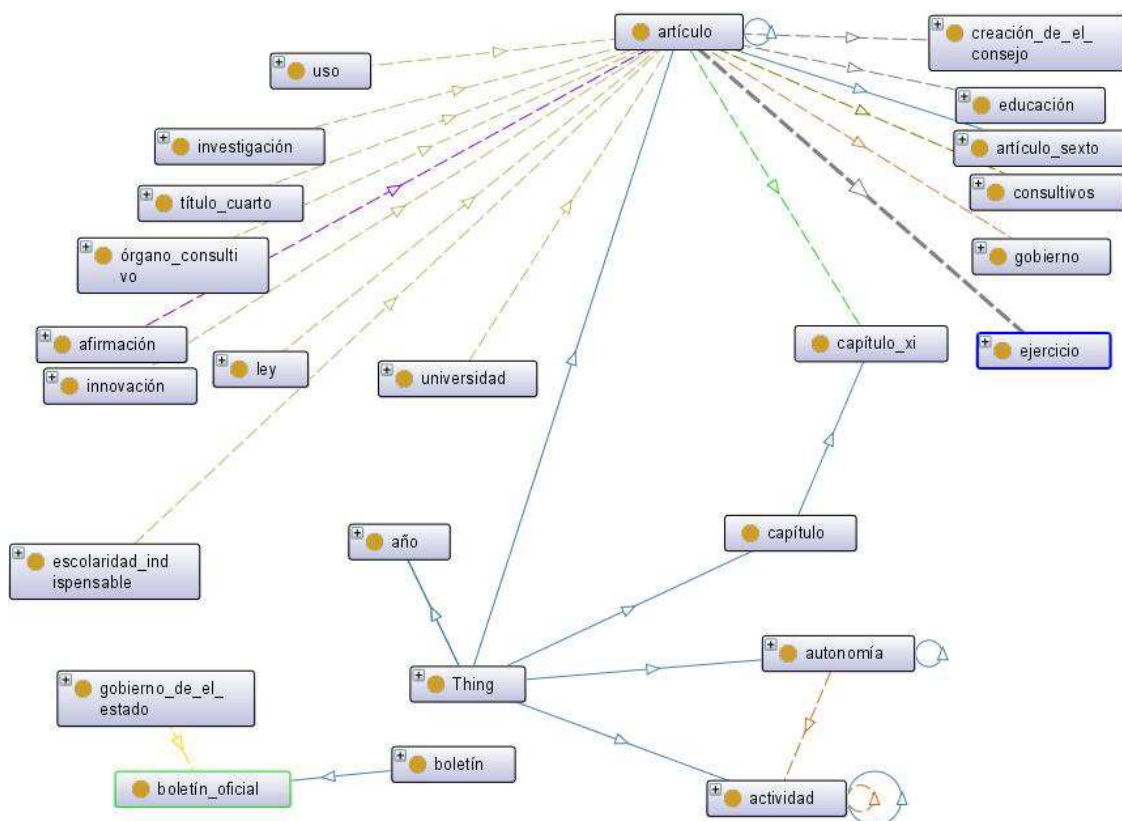 artículo
creación_de_el_
consejo
uso
educación
investigación
artículo_sexto
título_cuarto
consultivos
órgano_consulti
vo
gobierno
afirmación
capítulo_xi
ejercicio
innovación
ley
universidad
año
capítulo
escolaridad_ind
ispensable
autonomía
gobierno_de_el_
estado
Thing
boletín
boletín_oficial
actividad